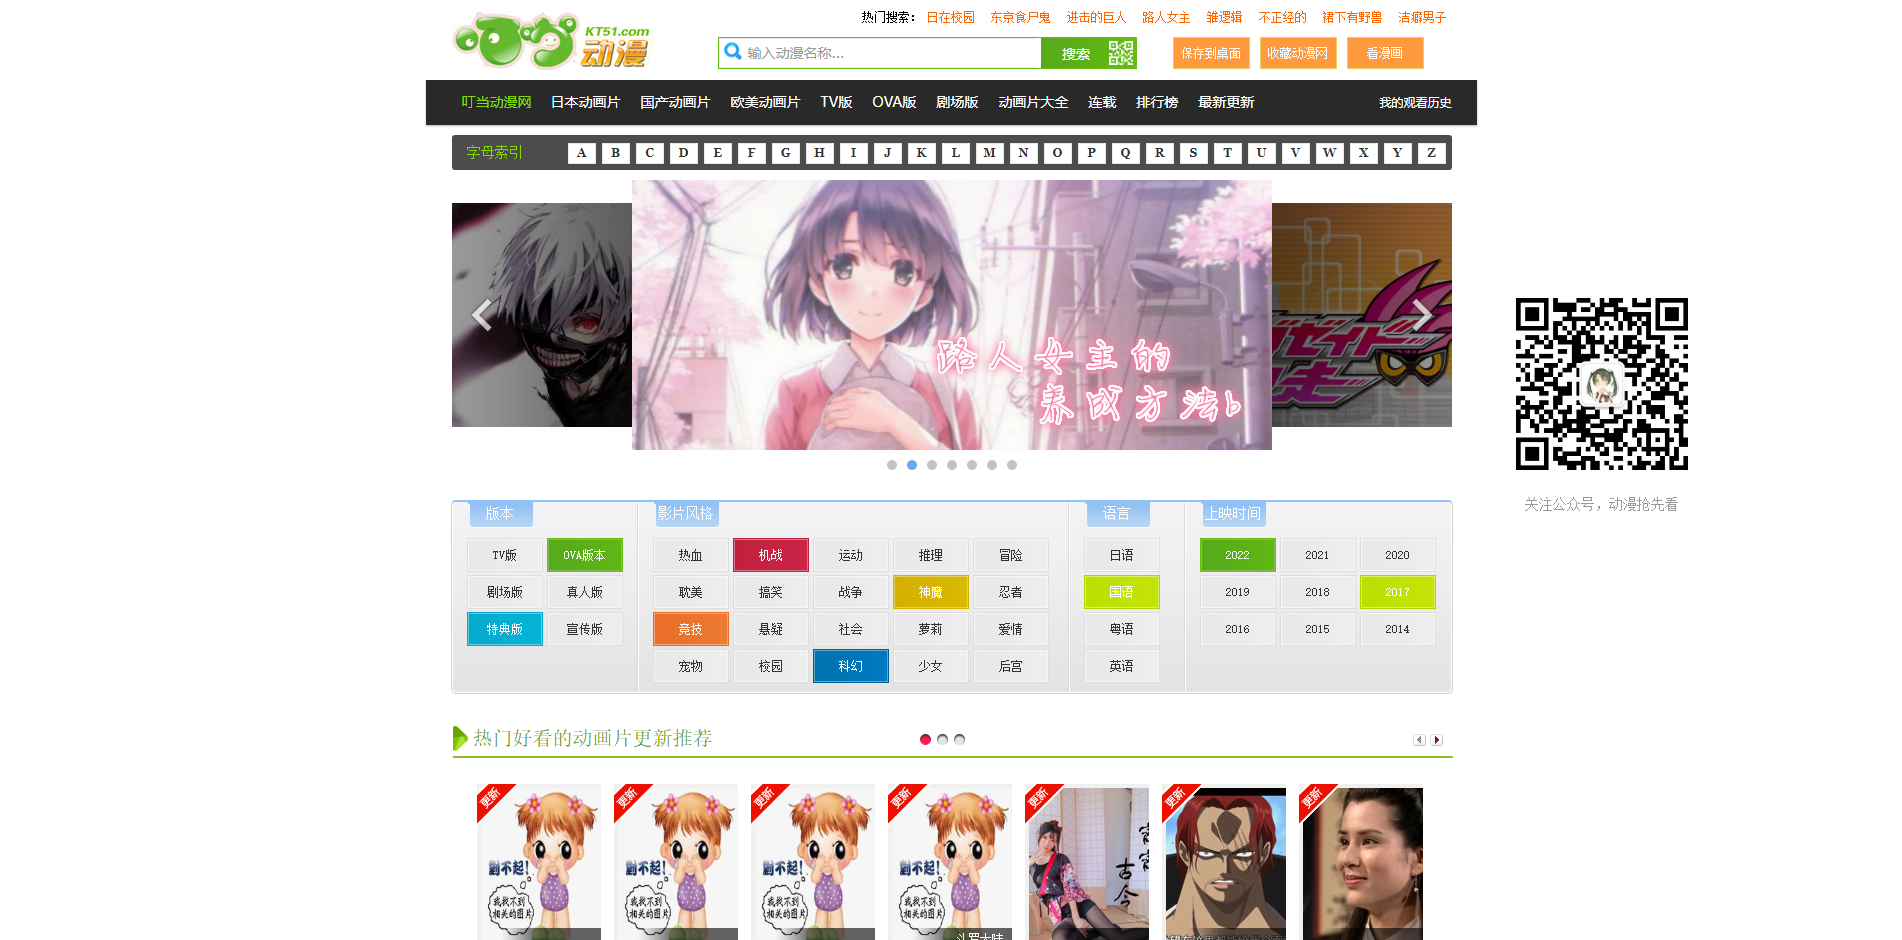 KT51.com
动漫
热门搜索： 日在校园 东京食尸鬼 进击的巨人 路人女主 雏逻辑 不正经的 裙下有野兽 洁癖男子
输入动漫名称... 搜索 保存到桌面 收藏动漫网 看漫画
叮当动漫网 日本动画片 国产动画片 欧美动画片 TV版 OVA版 剧场版 动画片大全 连载 排行榜 最新更新 我的观看历史
字母索引 A B C D E F G H I J K L M N O P Q R S T U V W X Y Z
路人女主的
养成方法b
关注公众号，动漫抢先看
版本 影片风格 语言 上映时间
TV版 OVA版本 热血 机战 运动 推理 冒险 日语 2022 2021 2020
剧场版 真人版 耽美 搞笑 战争 神魔 忍者 国语 2019 2018 2017
特典版 宣传版 竞技 悬疑 社会 萝莉 爱情 粤语 2016 2015 2014
宠物 校园 科幻 少女 后宫 英语
热门好看的动画片更新推荐
更新 更新 更新 更新 更新 更新 更新
對不起! 對不起! 對不起! 對不起!
我找不到 我找不到 我找不到 我找不到
相关的图片 相关的图片 相关的图片 相关的图片
古今
斗罗大陆